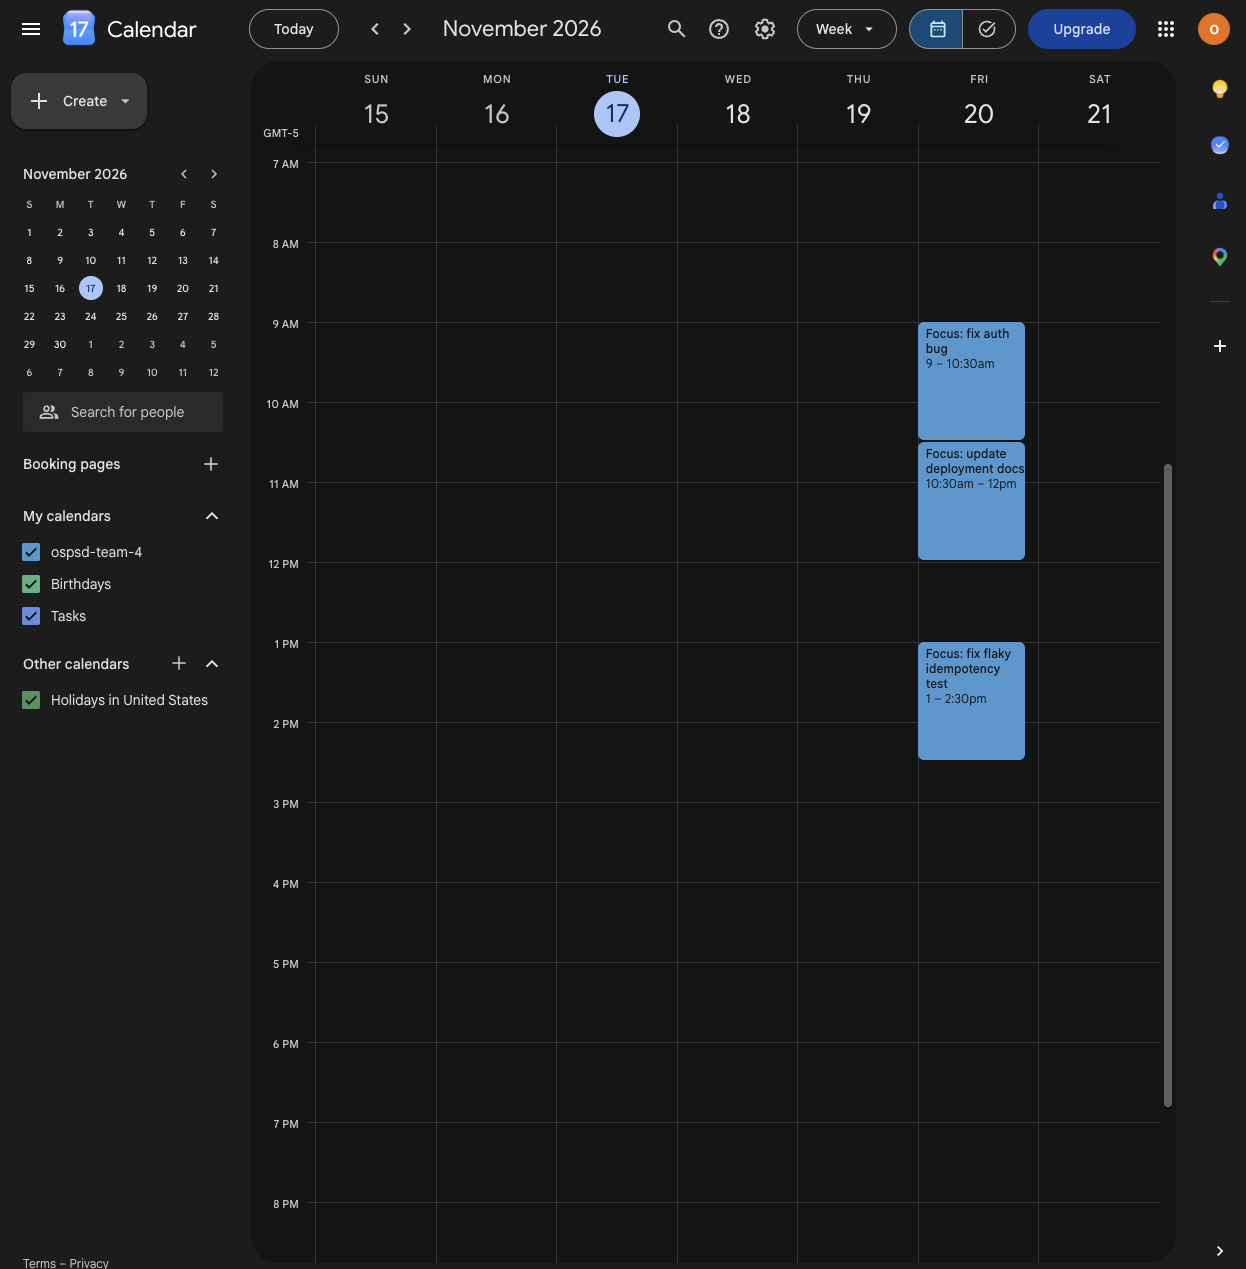 17 Calendar
Today
November 2026
Week
Upgrade
O
Create
November 2026
S M T W T F S
1 2 3 4 5 6 7
8 9 10 11 12 13 14
15 16 17 18 19 20 21
22 23 24 25 26 27 28
29 30 1 2 3 4 5
6 7 8 9 10 11 12
Search for people
Booking pages
My calendars
ospsd-team-4
Birthdays
Tasks
Other calendars
Holidays in United States
Terms – Privacy
SUN MON TUE WED THU FRI SAT
15 16 17 18 19 20 21
GMT-5
7 AM
8 AM
9 AM
Focus: fix auth
bug
9 – 10:30am
10 AM
Focus: update
deployment docs
10:30am – 12pm
11 AM
12 PM
1 PM
Focus: fix flaky
idempotency
test
1 – 2:30pm
2 PM
3 PM
4 PM
5 PM
6 PM
7 PM
8 PM